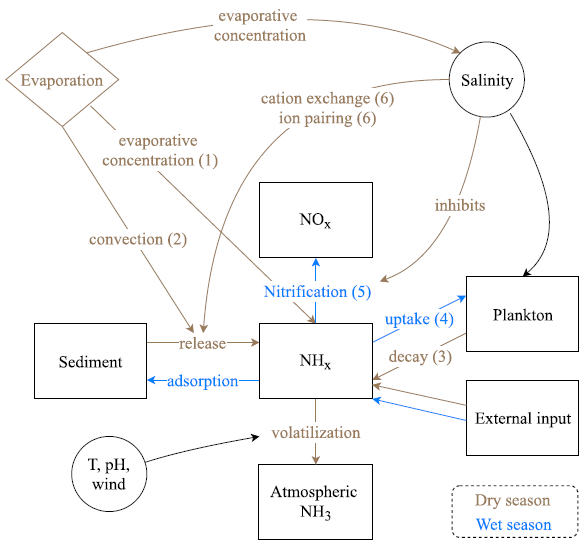 evaporative
concentration
Evaporation
Salinity
cation exchange (6)
ion pairing (6)
evaporative
concentration (1)
inhibits
NOx
convection (2)
Nitrification (5)
uptake (4)
Plankton
release
Sediment
NHx
decay (3)
adsorption
External input
volatilization
T, pH,
wind
Atmospheric
NH3
Dry season
Wet season